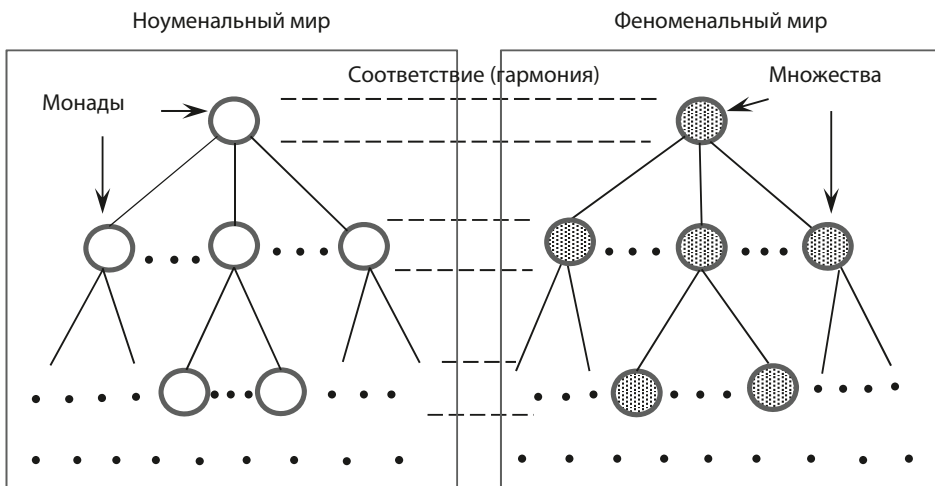 Ноуменальный мир
Феноменальный мир
Соответствие (гармония)
Множества
Монады